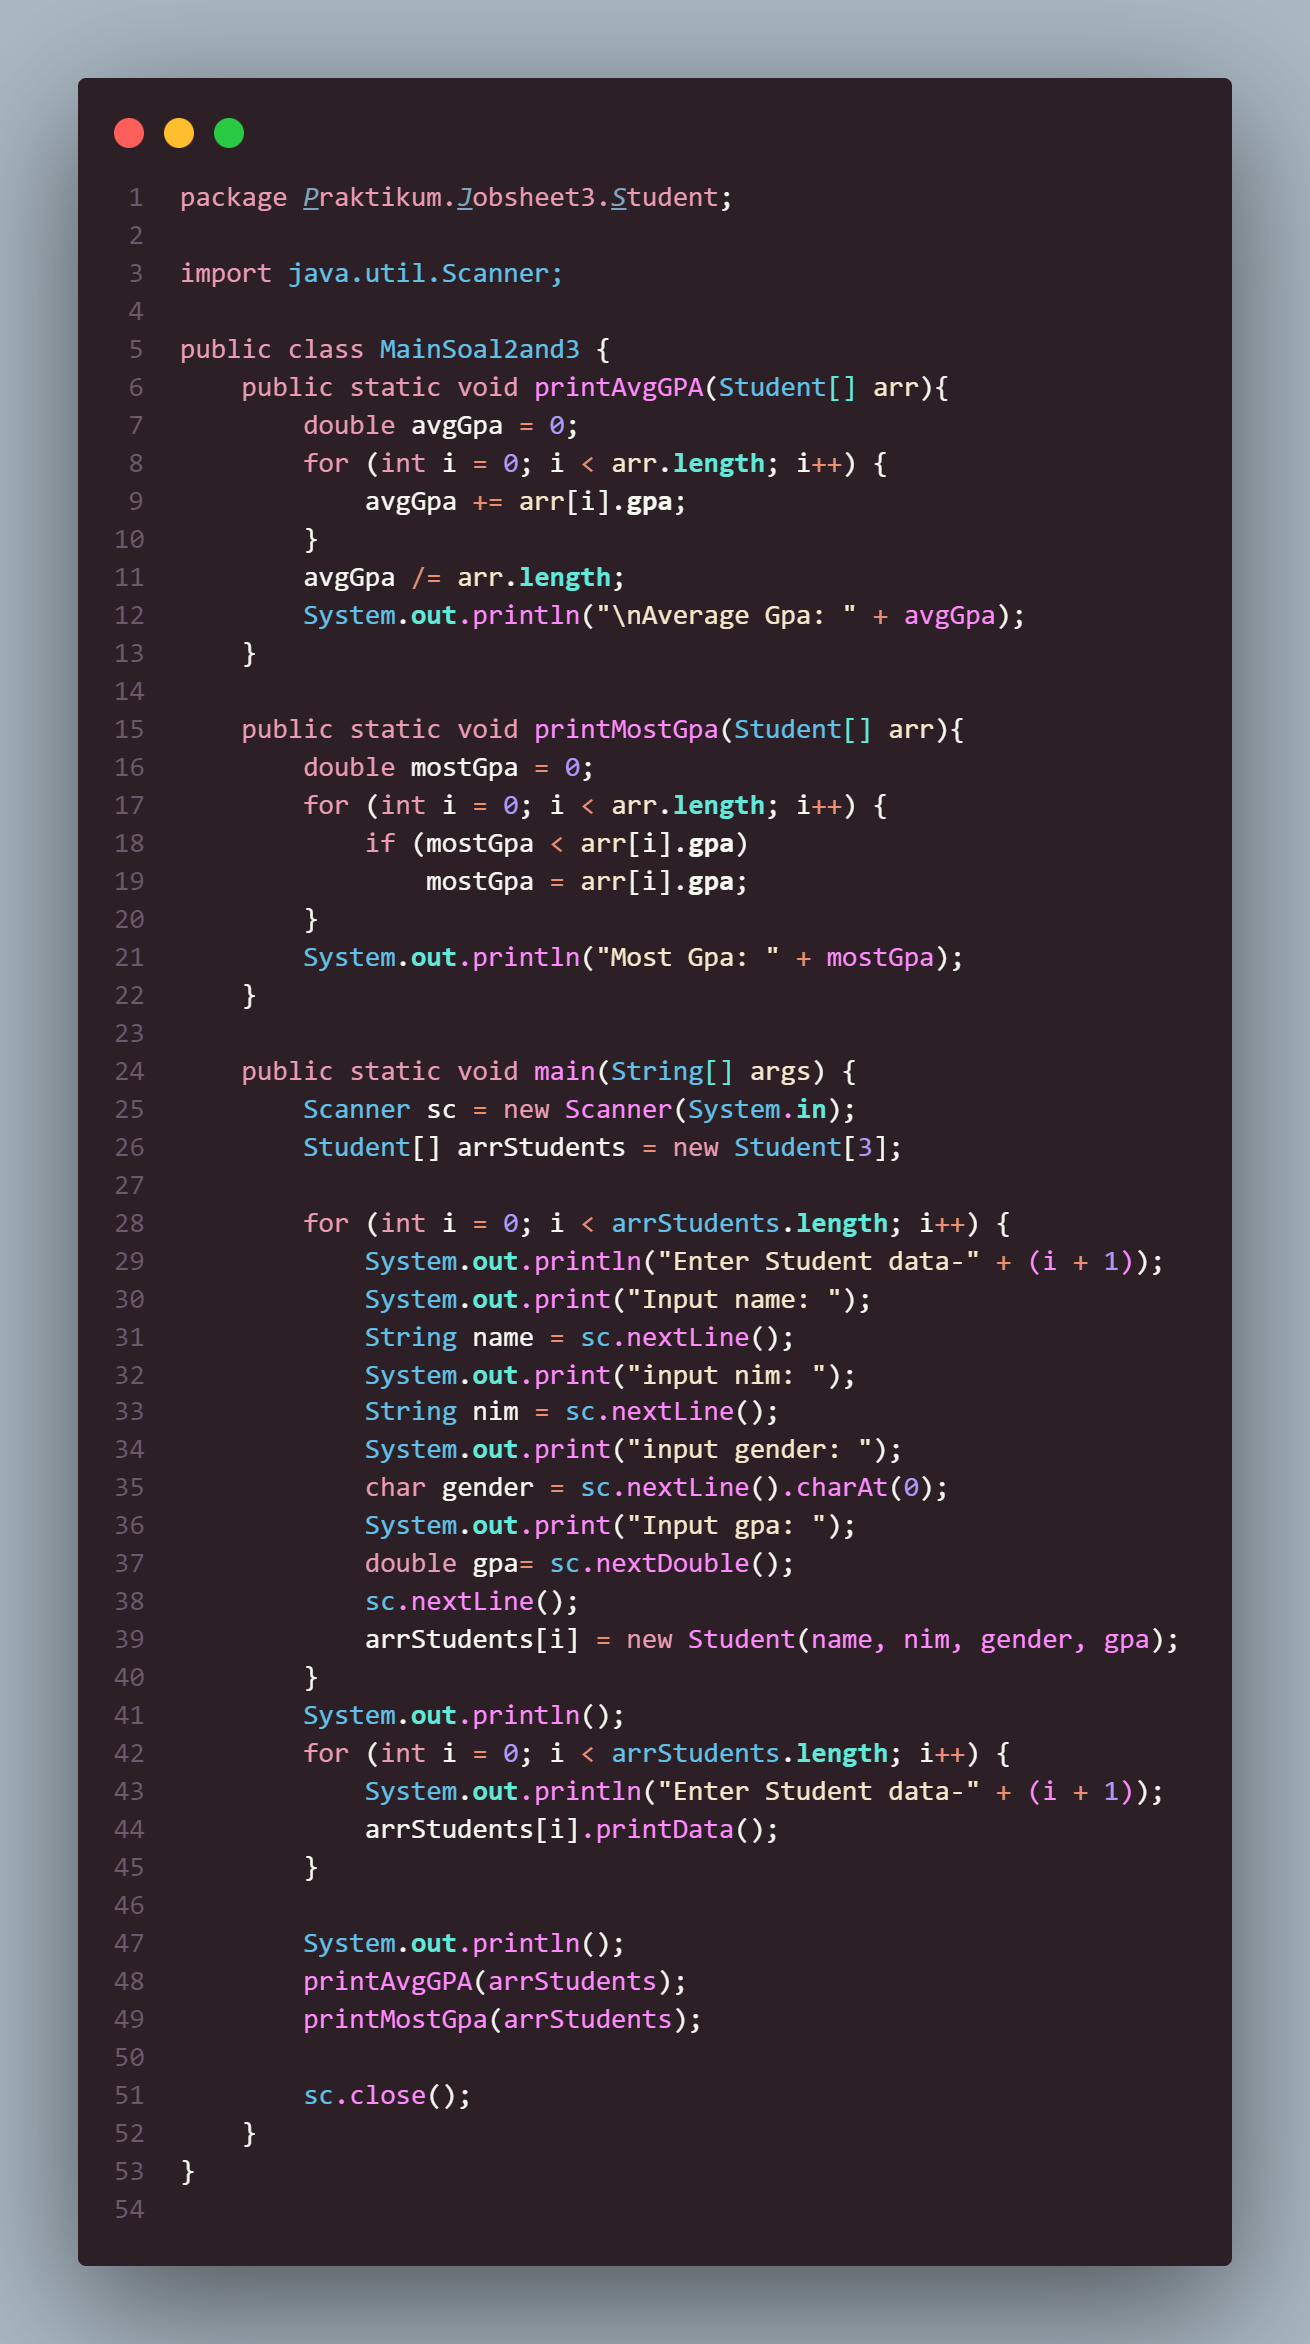 1 package Praktikum.Jobsheet3.Student;
2
3 import java.util.Scanner;
4
5 public class MainSoal2and3 {
6     public static void printAvgGPA(Student[] arr){
7         double avgGpa = 0;
8         for (int i = 0; i < arr.length; i++) {
9             avgGpa += arr[i].gpa;
10         }
11         avgGpa /= arr.length;
12         System.out.println("\nAverage Gpa: " + avgGpa);
13     }
14
15     public static void printMostGpa(Student[] arr){
16         double mostGpa = 0;
17         for (int i = 0; i < arr.length; i++) {
18             if (mostGpa < arr[i].gpa)
19                 mostGpa = arr[i].gpa;
20         }
21         System.out.println("Most Gpa: " + mostGpa);
22     }
23
24     public static void main(String[] args) {
25         Scanner sc = new Scanner(System.in);
26         Student[] arrStudents = new Student[3];
27
28         for (int i = 0; i < arrStudents.length; i++) {
29             System.out.println("Enter Student data-" + (i + 1));
30             System.out.print("Input name: ");
31             String name = sc.nextLine();
32             System.out.print("input nim: ");
33             String nim = sc.nextLine();
34             System.out.print("input gender: ");
35             char gender = sc.nextLine().charAt(0);
36             System.out.print("Input gpa: ");
37             double gpa= sc.nextDouble();
38             sc.nextLine();
39             arrStudents[i] = new Student(name, nim, gender, gpa);
40         }
41         System.out.println();
42         for (int i = 0; i < arrStudents.length; i++) {
43             System.out.println("Enter Student data-" + (i + 1));
44             arrStudents[i].printData();
45         }
46
47         System.out.println();
48         printAvgGPA(arrStudents);
49         printMostGpa(arrStudents);
50
51         sc.close();
52     }
53 }
54